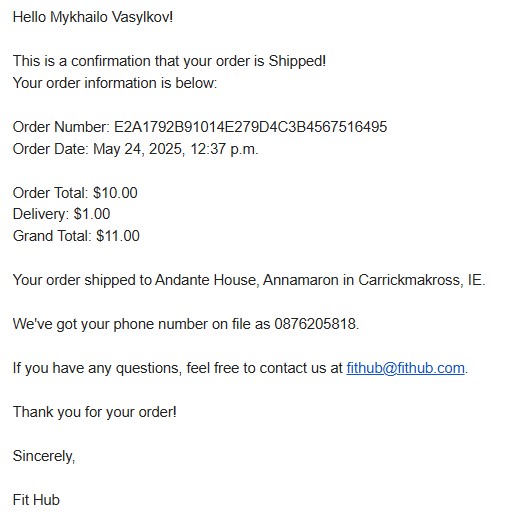 Hello Mykhailo Vasylkov!
This is a confirmation that your order is Shipped!
Your order information is below:
Order Number: E2A1792B91014E279D4C3B4567516495
Order Date: May 24, 2025, 12:37 p.m.
Order Total: $10.00
Delivery: $1.00
Grand Total: $11.00
Your order shipped to Andante House, Annamaron in Carrickmakross, IE.
We've got your phone number on file as 0876205818.
If you have any questions, feel free to contact us at fithub@fithub.com.
Thank you for your order!
Sincerely,
Fit Hub